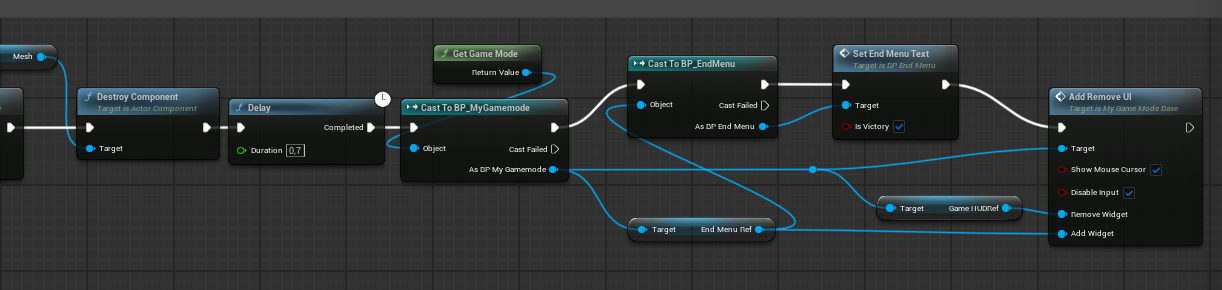 Mesh
Destroy Component
Target is Actor Component
Target
Delay
Completed
Duration 0,7
Get Game Mode
Return Value
Cast To BP_MyGamemode
Object
Cast Failed
As BP My Gamemode
Cast To BP_EndMenu
Object
Cast Failed
As BP End Menu
Target
End Menu Ref
Set End Menu Text
Target is BP End Menu
Target
Is Victory
Target
Game HUDRef
Add Remove UI
Target is My Game Mode Base
Target
Show Mouse Cursor
Disable Input
Remove Widget
Add Widget